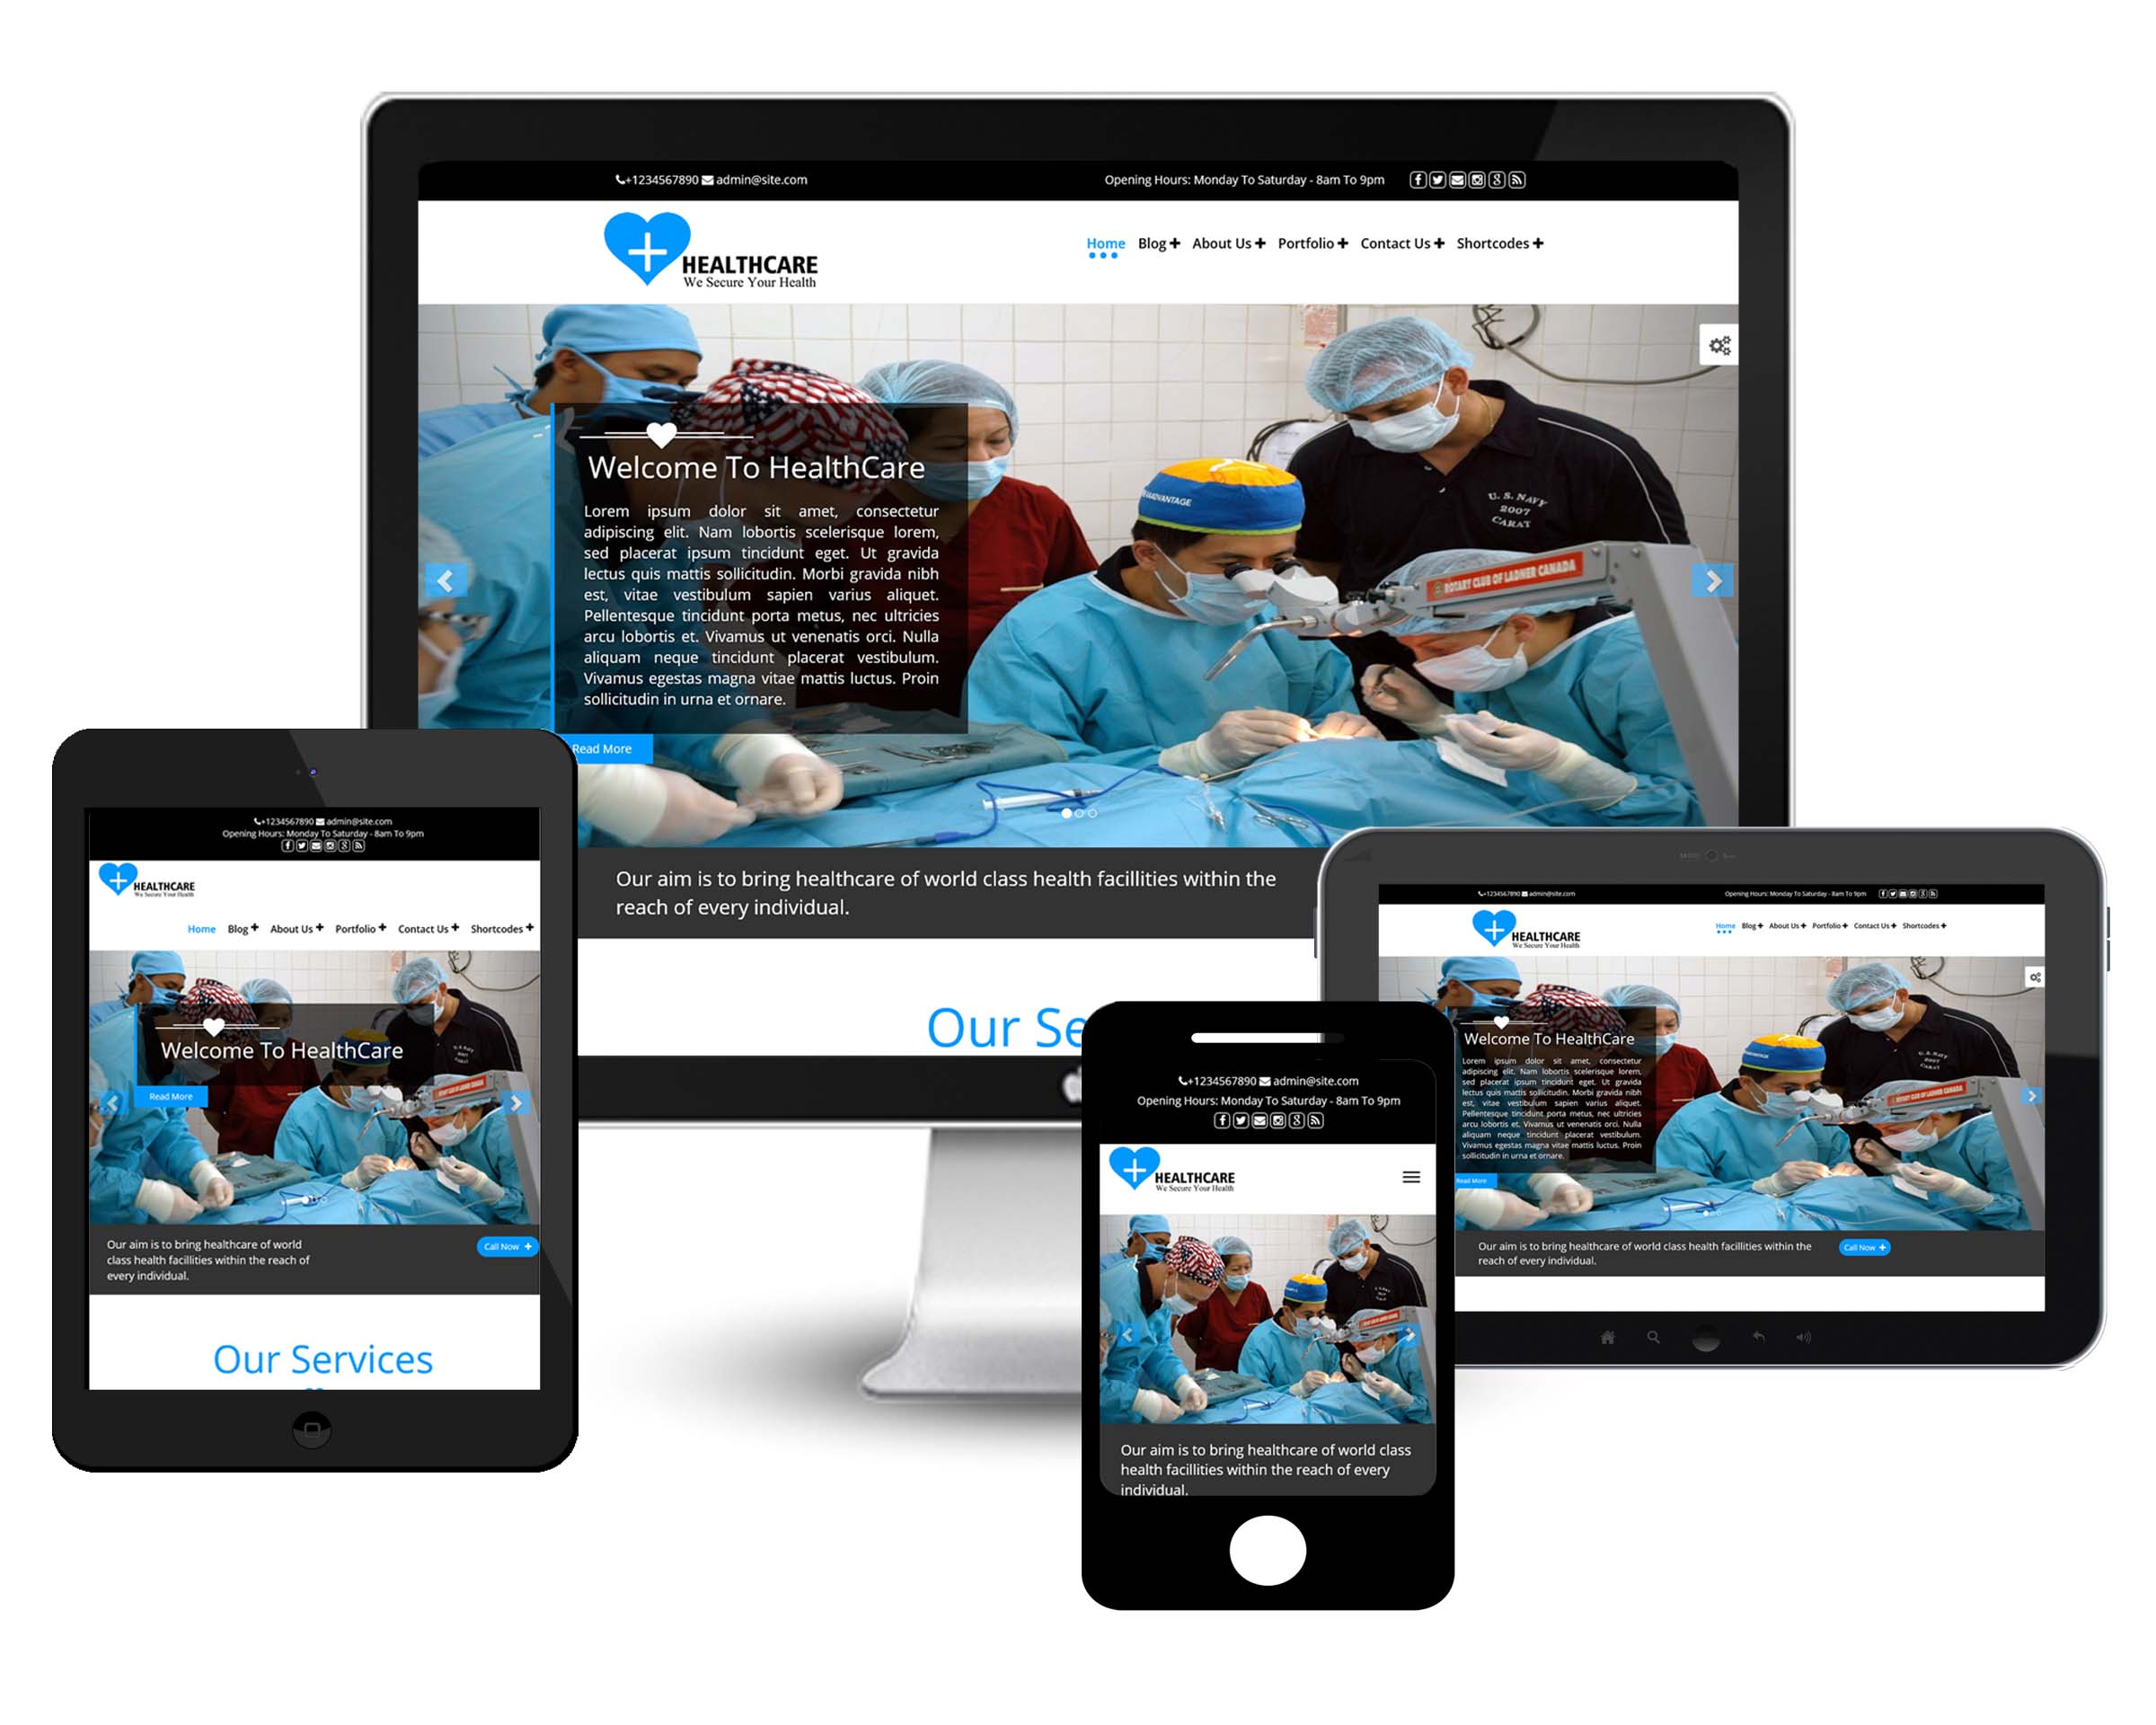 +1234567890 admin@site.com
Opening Hours: Monday To Saturday - 8am To 9pm
HEALTHCARE
We Secure Your Health
Home Blog About Us Portfolio Contact Us Shortcodes
U. S. NAVY
2007
CARAT
ROTARY CLUB OF LADNER CANADA
Welcome To HealthCare
Lorem ipsum dolor sit amet, consectetur
adipiscing elit. Nam lobortis scelerisque lorem,
sed placerat ipsum tincidunt eget. Ut gravida
lectus quis mattis sollicitudin. Morbi gravida nibh
est, vitae vestibulum sapien varius aliquet.
Pellentesque tincidunt porta metus, nec ultricies
arcu lobortis et. Vivamus ut venenatis orci. Nulla
aliquam neque tincidunt placerat vestibulum.
Vivamus egestas magna vitae mattis luctus. Proin
sollicitudin in urna et ornare.
Read More
Our aim is to bring healthcare of world class health facillities within the
reach of every individual.
Our Se
+1234567890 admin@site.com
Opening Hours: Monday To Saturday - 8am To 9pm
HEALTHCARE
We Secure Your Health
Home Blog About Us Portfolio Contact Us Shortcodes
Welcome To HealthCare
Read More
Our aim is to bring healthcare of world
class health facillities within the reach of
every individual.
Call Now
Our Services
+1234567890 admin@site.com
Opening Hours: Monday To Saturday - 8am To 9pm
HEALTHCARE
We Secure Your Health
Our aim is to bring healthcare of world class
health facillities within the reach of every
individual.
+1234567890 admin@site.com
Opening Hours: Monday To Saturday - 8am To 9pm
HEALTHCARE
We Secure Your Health
Home Blog About Us Portfolio Contact Us Shortcodes
Welcome To HealthCare
Lorem ipsum dolor sit amet, consectetur
adipiscing elit. Nam lobortis scelerisque lorem,
sed placerat ipsum tincidunt eget. Ut gravida
lectus quis mattis sollicitudin. Morbi gravida nibh
est, vitae vestibulum sapien varius aliquet.
Pellentesque tincidunt porta metus, nec ultricies
arcu lobortis et. Vivamus ut venenatis orci. Nulla
aliquam neque tincidunt placerat vestibulum.
Vivamus egestas magna vitae mattis luctus. Proin
sollicitudin in urna et ornare.
Read More
Our aim is to bring healthcare of world class health facillities within the
reach of every individual.
Call Now